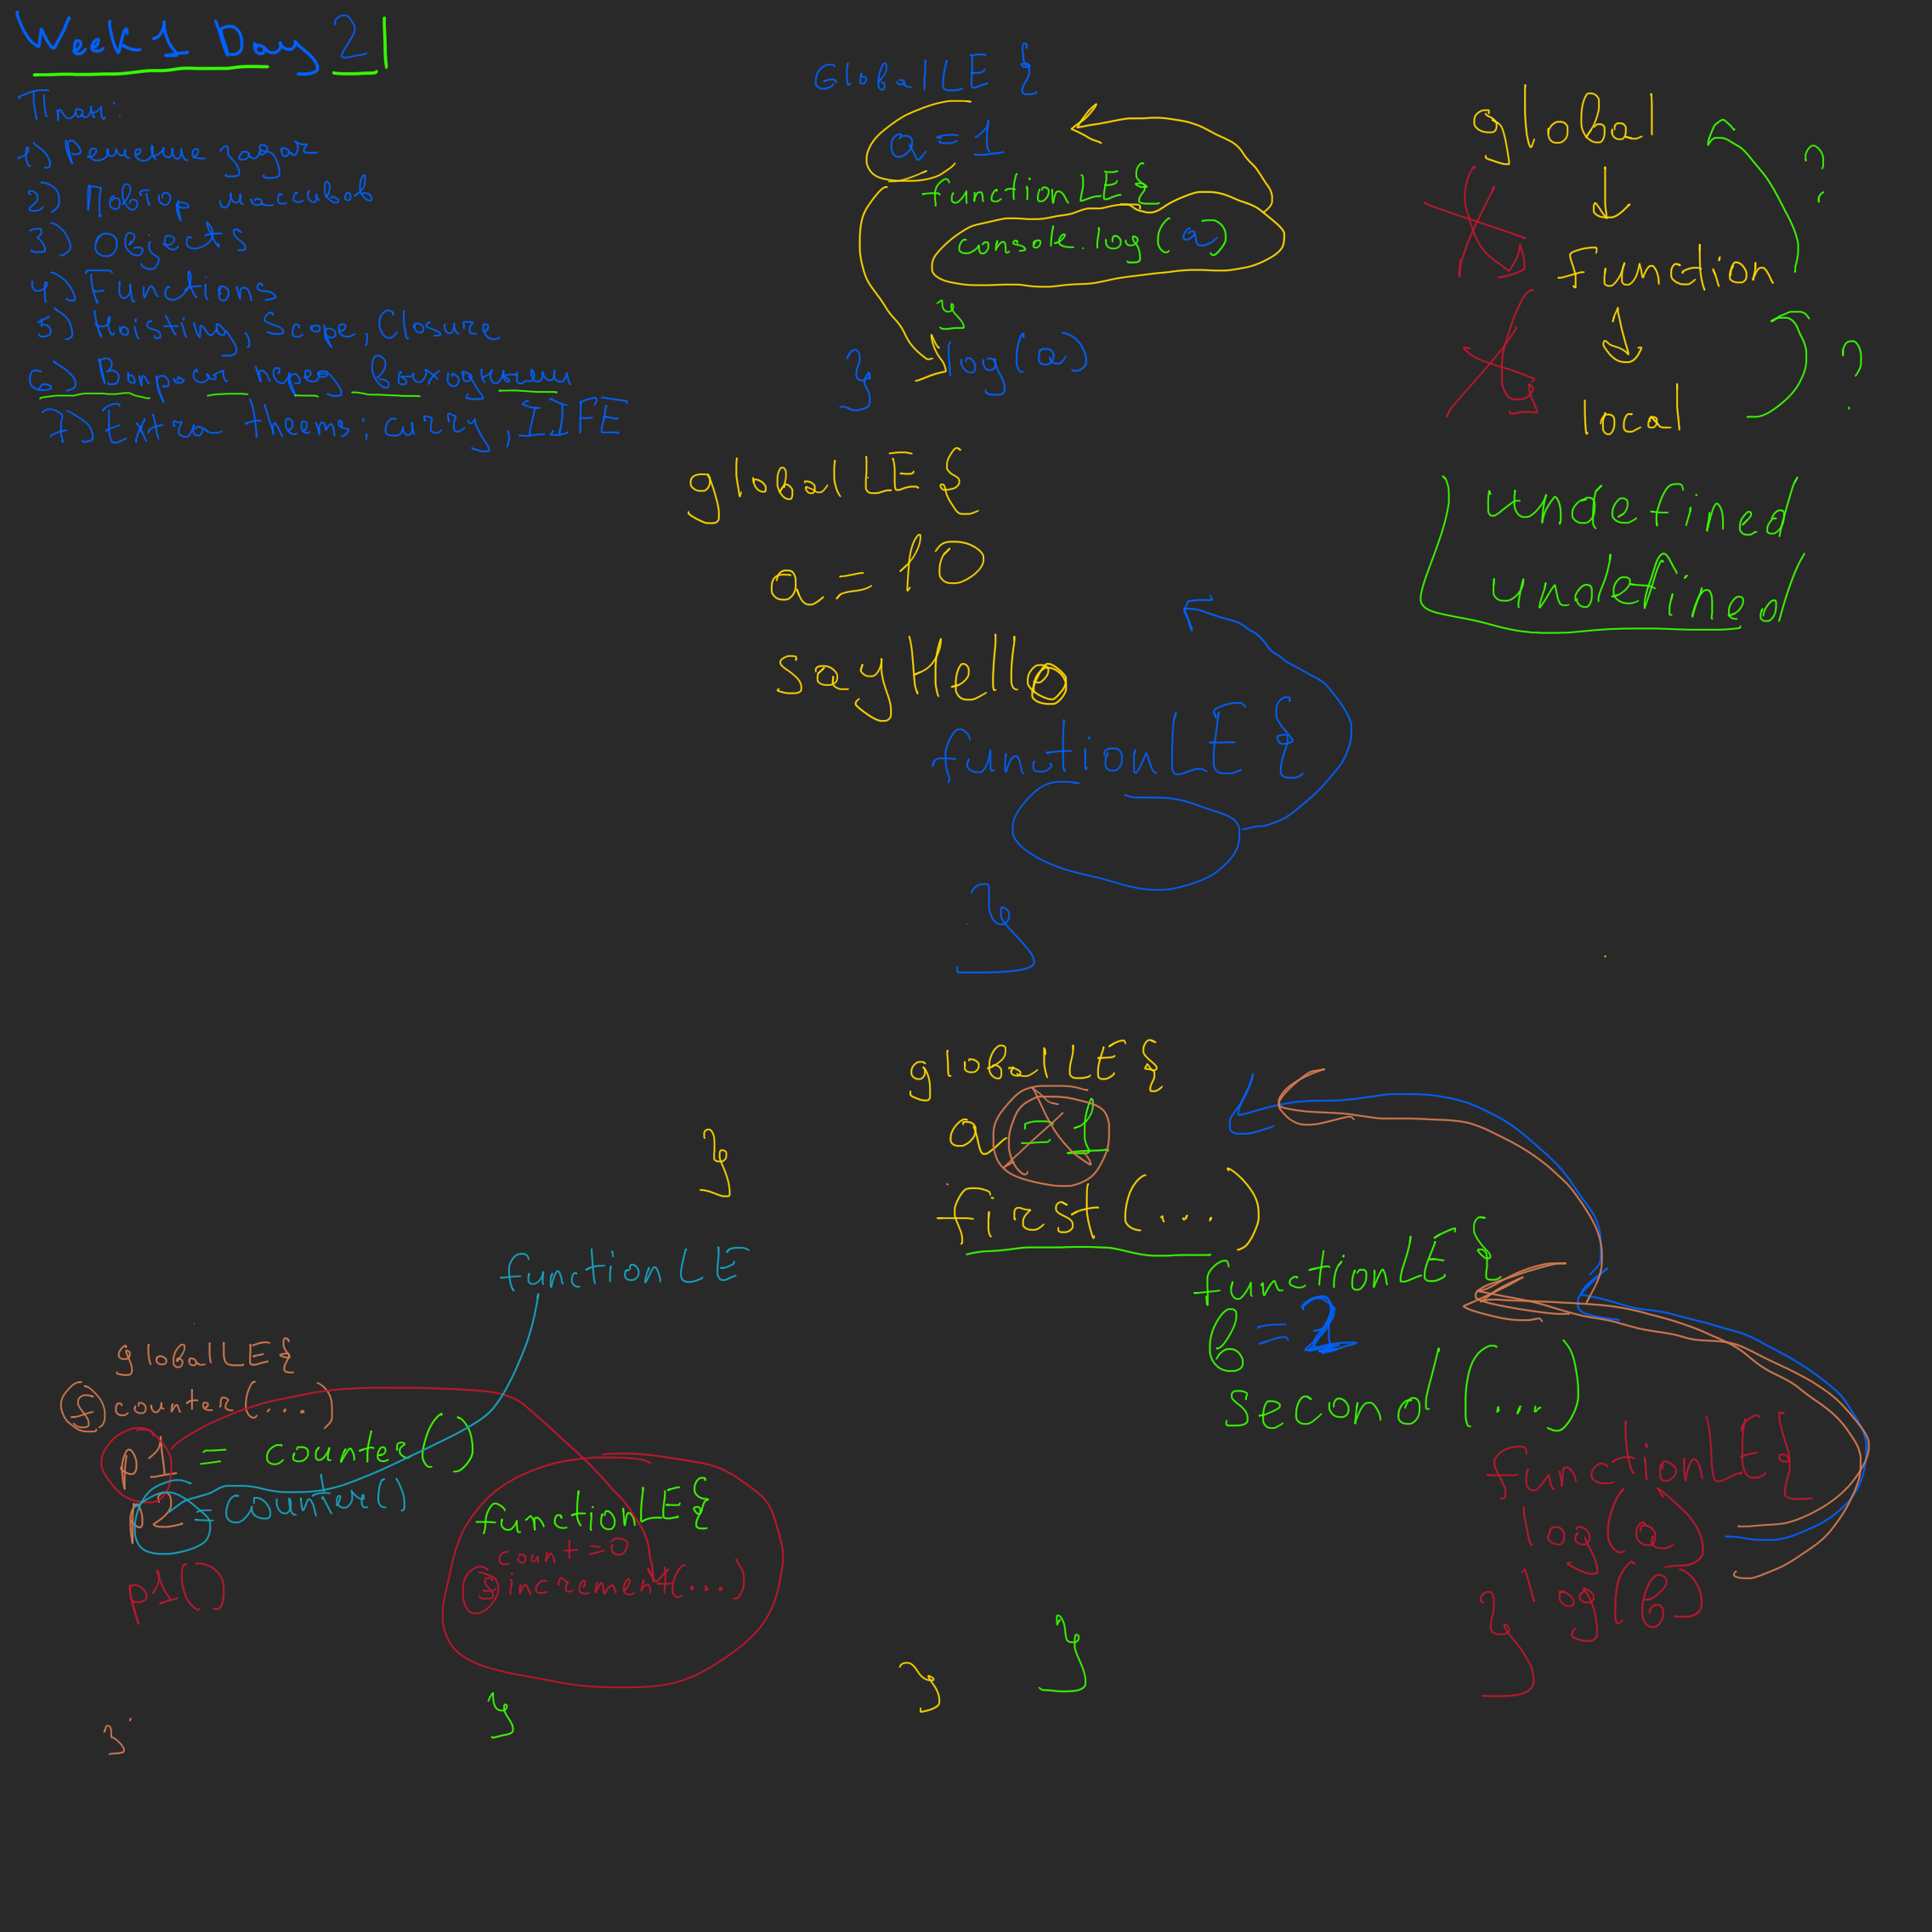 Week 1 Day 2
План:
1) Решение задач
2) Повтор массивов
3) Objects
4) Functions
5) Hoisting, Scope, Closure
6) Вопросы перед выходными
7) Extra thems: curry, IIFE
GlobalLE {
a = 1
functionLE {
console.log(a)
}
} log(a)
global
function
local
?
?
undefined
undefined
globalLE {
a = 10
sayHello
functionLE {
}
}
globalLE {
a = 1
first(...)
functionLE {
b = 2
second(...)
functionLE {
log(a)
log(b)
}
}
}
functionLE
globalLE {
f counter(...)
p1 = counter()
p2 = counter()
p1()
functionLE {
count = 0
increment(...)
}
}